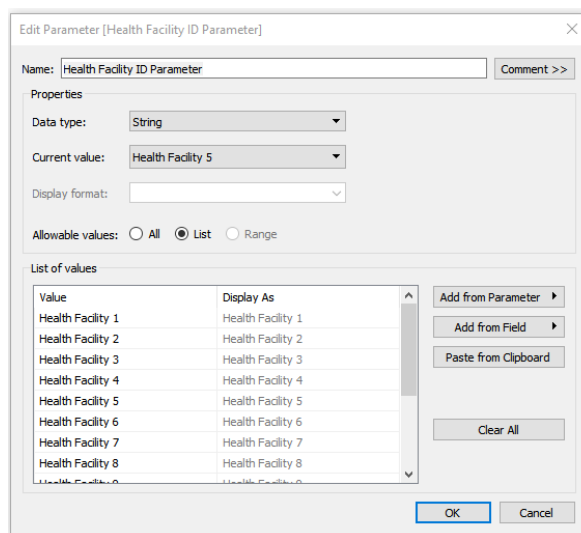 Edit Parameter [Health Facility ID Parameter]
Name: Health Facility ID Parameter Comment >>
Properties
Data type: String
Current value: Health Facility 5
Display format:
Allowable values: All List Range
List of values
Value Display As
Health Facility 1 Health Facility 1
Health Facility 2 Health Facility 2
Health Facility 3 Health Facility 3
Health Facility 4 Health Facility 4
Health Facility 5 Health Facility 5
Health Facility 6 Health Facility 6
Health Facility 7 Health Facility 7
Health Facility 8 Health Facility 8
Add from Parameter
Add from Field
Paste from Clipboard
Clear All
OK Cancel